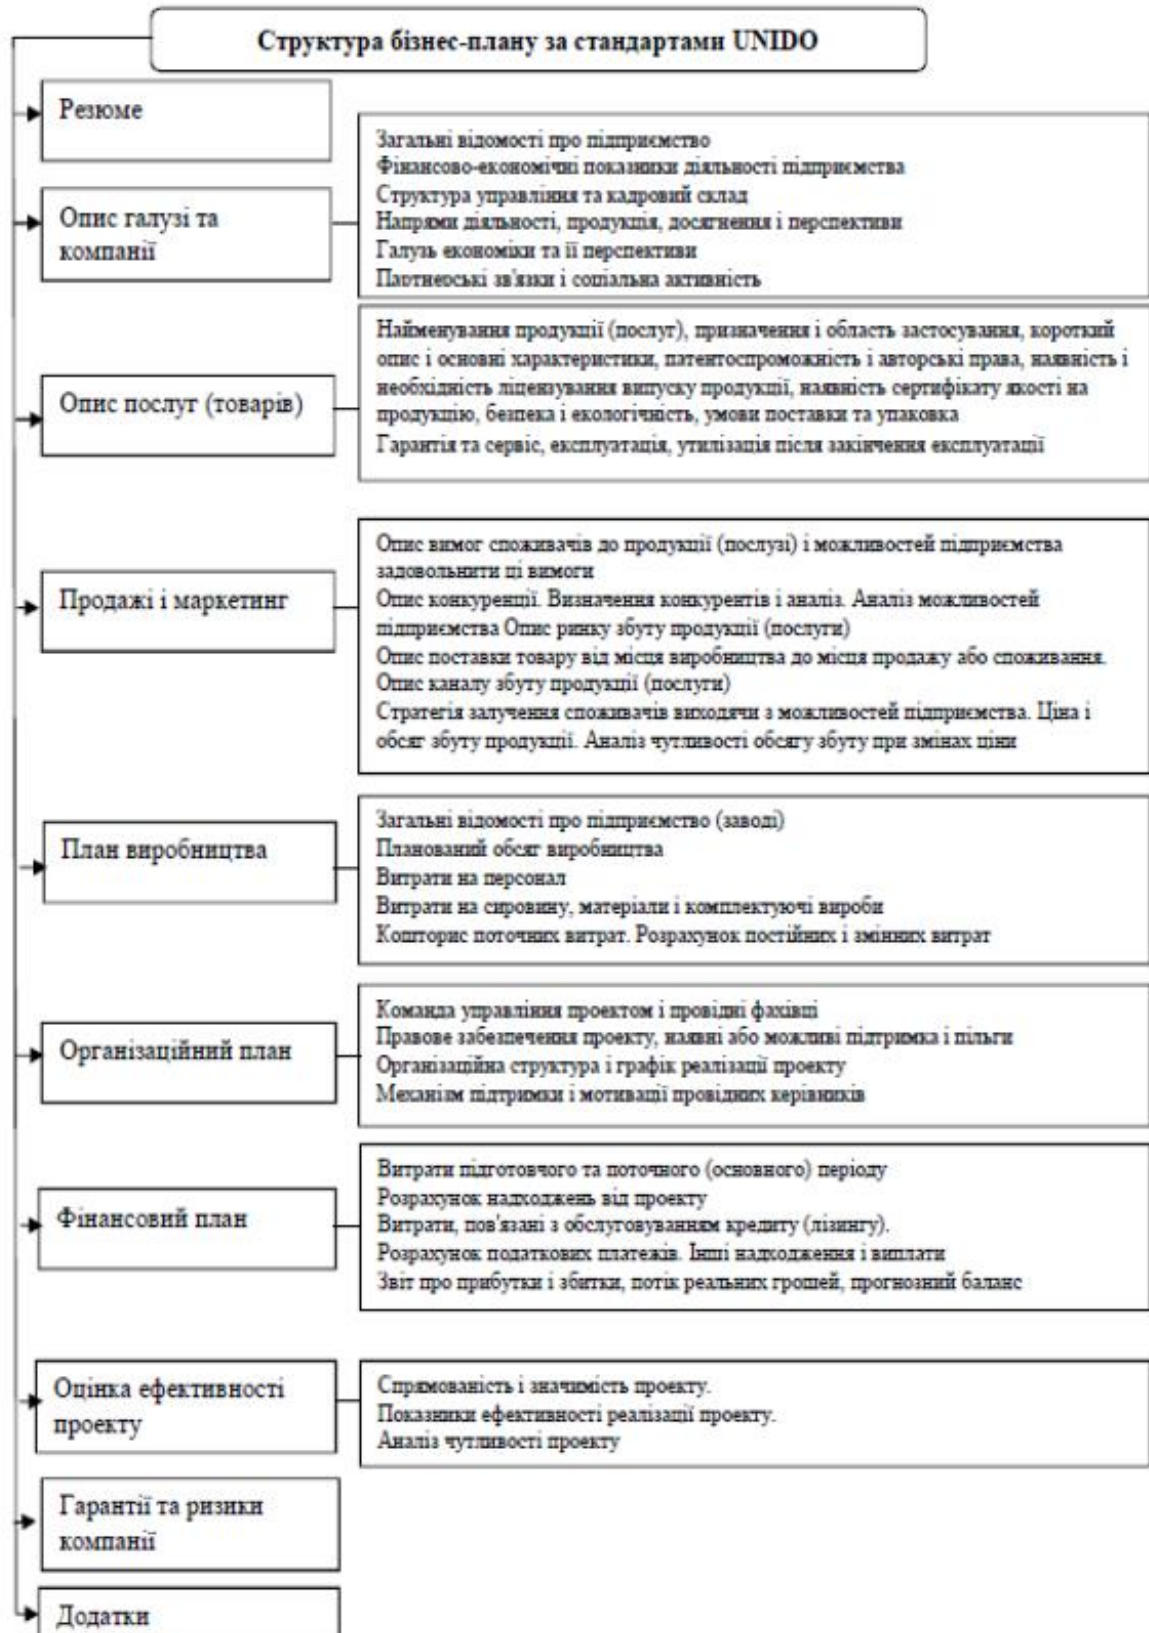 Структура бізнес-плану за стандартами UNIDO
Резюме
Опис галузі та
компанії
Загальні відомості про підприємство
Фінансово-економічні показники діяльності підприємства
Структура управління та кадровий склад
Напрями діяльності, продукція, досягнення і перспективи
Галузь економіки та її перспективи
Партнерські зв'язки і соціальна активність
Опис послуг (товарів)
Найменування продукції (послуг), призначення і область застосування, короткий
опис і основні характеристики, патентоспроможність і авторські права, наявність і
необхідність ліцензування випуску продукції, наявність сертифікату якості на
продукцію, безпека і екологічність, умови поставки та упаковка
Гарантія та сервіс, експлуатація, утилізація після закінчення експлуатації
Продажі і маркетинг
Опис вимог споживачів до продукції (послузі) і можливостей підприємства
задовольнити ці вимоги
Опис конкуренції. Визначення конкурентів і аналіз. Аналіз можливостей
підприємства Опис ринку збуту продукції (послуги)
Опис поставки товару від місця виробництва до місця продажу або споживання.
Опис каналу збуту продукції (послуги)
Стратегія залучення споживачів виходячи з можливостей підприємства. Ціна і
обсяг збуту продукції. Аналіз чутливості обсягу збуту при змінах ціни
План виробництва
Загальні відомості про підприємство (заводі)
Планований обсяг виробництва
Витрати на персонал
Витрати на сировину, матеріали і комплектуючі вироби
Кошторис поточних витрат. Розрахунок постійних і змінних витрат
Організаційний план
Команда управління проектом і провідні фахівці
Правове забезпечення проекту, наявні або можливі підтримка і пільги
Організаційна структура і графік реалізації проекту
Механізм підтримки і мотивації провідних керівників
Фінансовий план
Витрати підготовчого та поточного (основного) періоду
Розрахунок надходжень від проекту
Витрати, пов'язані з обслуговуванням кредиту (лізингу).
Розрахунок податкових платежів. Інші надходження і виплати
Звіт про прибутки і збитки, потік реальних грошей, прогнозний баланс
Оцінка ефективності
проекту
Спрямованість і значимість проекту.
Показники ефективності реалізації проекту.
Аналіз чутливості проекту
Гарантії та ризики
компанії
Додатки